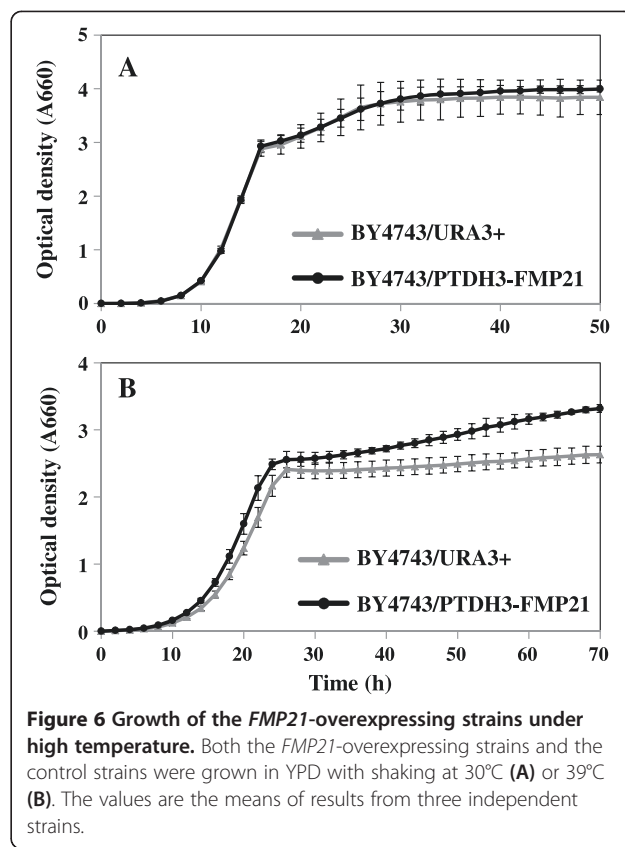 A
Optical density (A660)
5
4
3
2
1
0
BY4743/URA3+
BY4743/PTDH3-FMP21
0 10 20 30 40 50
B
Optical density (A660)
4
3
2
1
0
BY4743/URA3+
BY4743/PTDH3-FMP21
0 10 20 30 40 50 60 70
Time (h)
Figure 6 Growth of the FMP21-overexpressing strains under
high temperature. Both the FMP21-overexpressing strains and the
control strains were grown in YPD with shaking at 30°C (A) or 39°C
(B). The values are the means of results from three independent
strains.